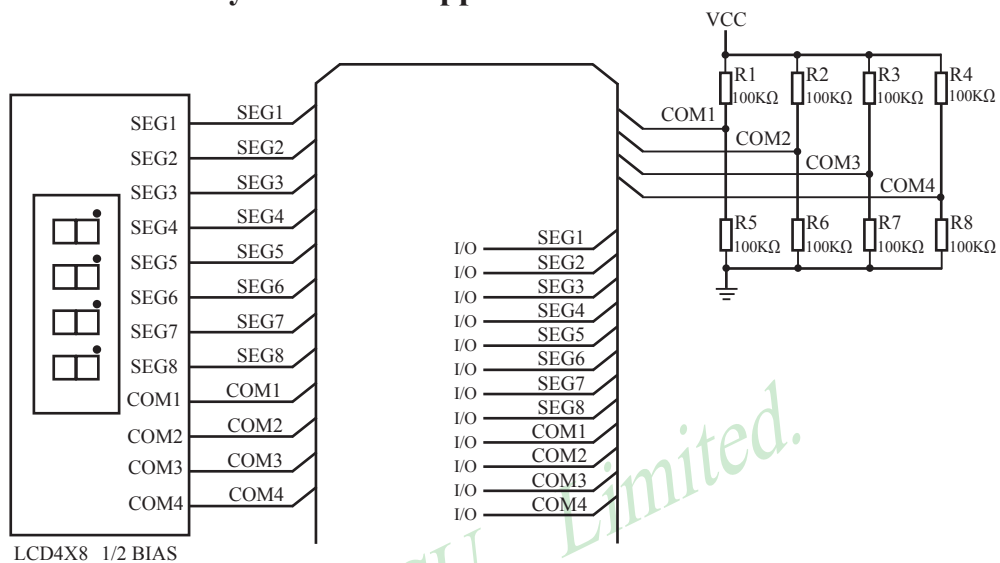 VCC
R1 R2 R3 R4
100KΩ 100KΩ 100KΩ 100KΩ
COM1
COM2
COM3
COM4
R5 R6 R7 R8
100KΩ 100KΩ 100KΩ 100KΩ
SEG1 SEG1
SEG2 SEG2
SEG3 SEG3
SEG4 SEG4
SEG5 SEG5
SEG6 SEG6
SEG7 SEG7
SEG8 SEG8
COM1 COM1
COM2 COM2
COM3 COM3
COM4 COM4
I/O SEG1
I/O SEG2
I/O SEG3
I/O SEG4
I/O SEG5
I/O SEG6
I/O SEG7
I/O SEG8
I/O COM1
I/O COM2
I/O COM3
I/O COM4
Limited.
LCD4X8 1/2 BIAS